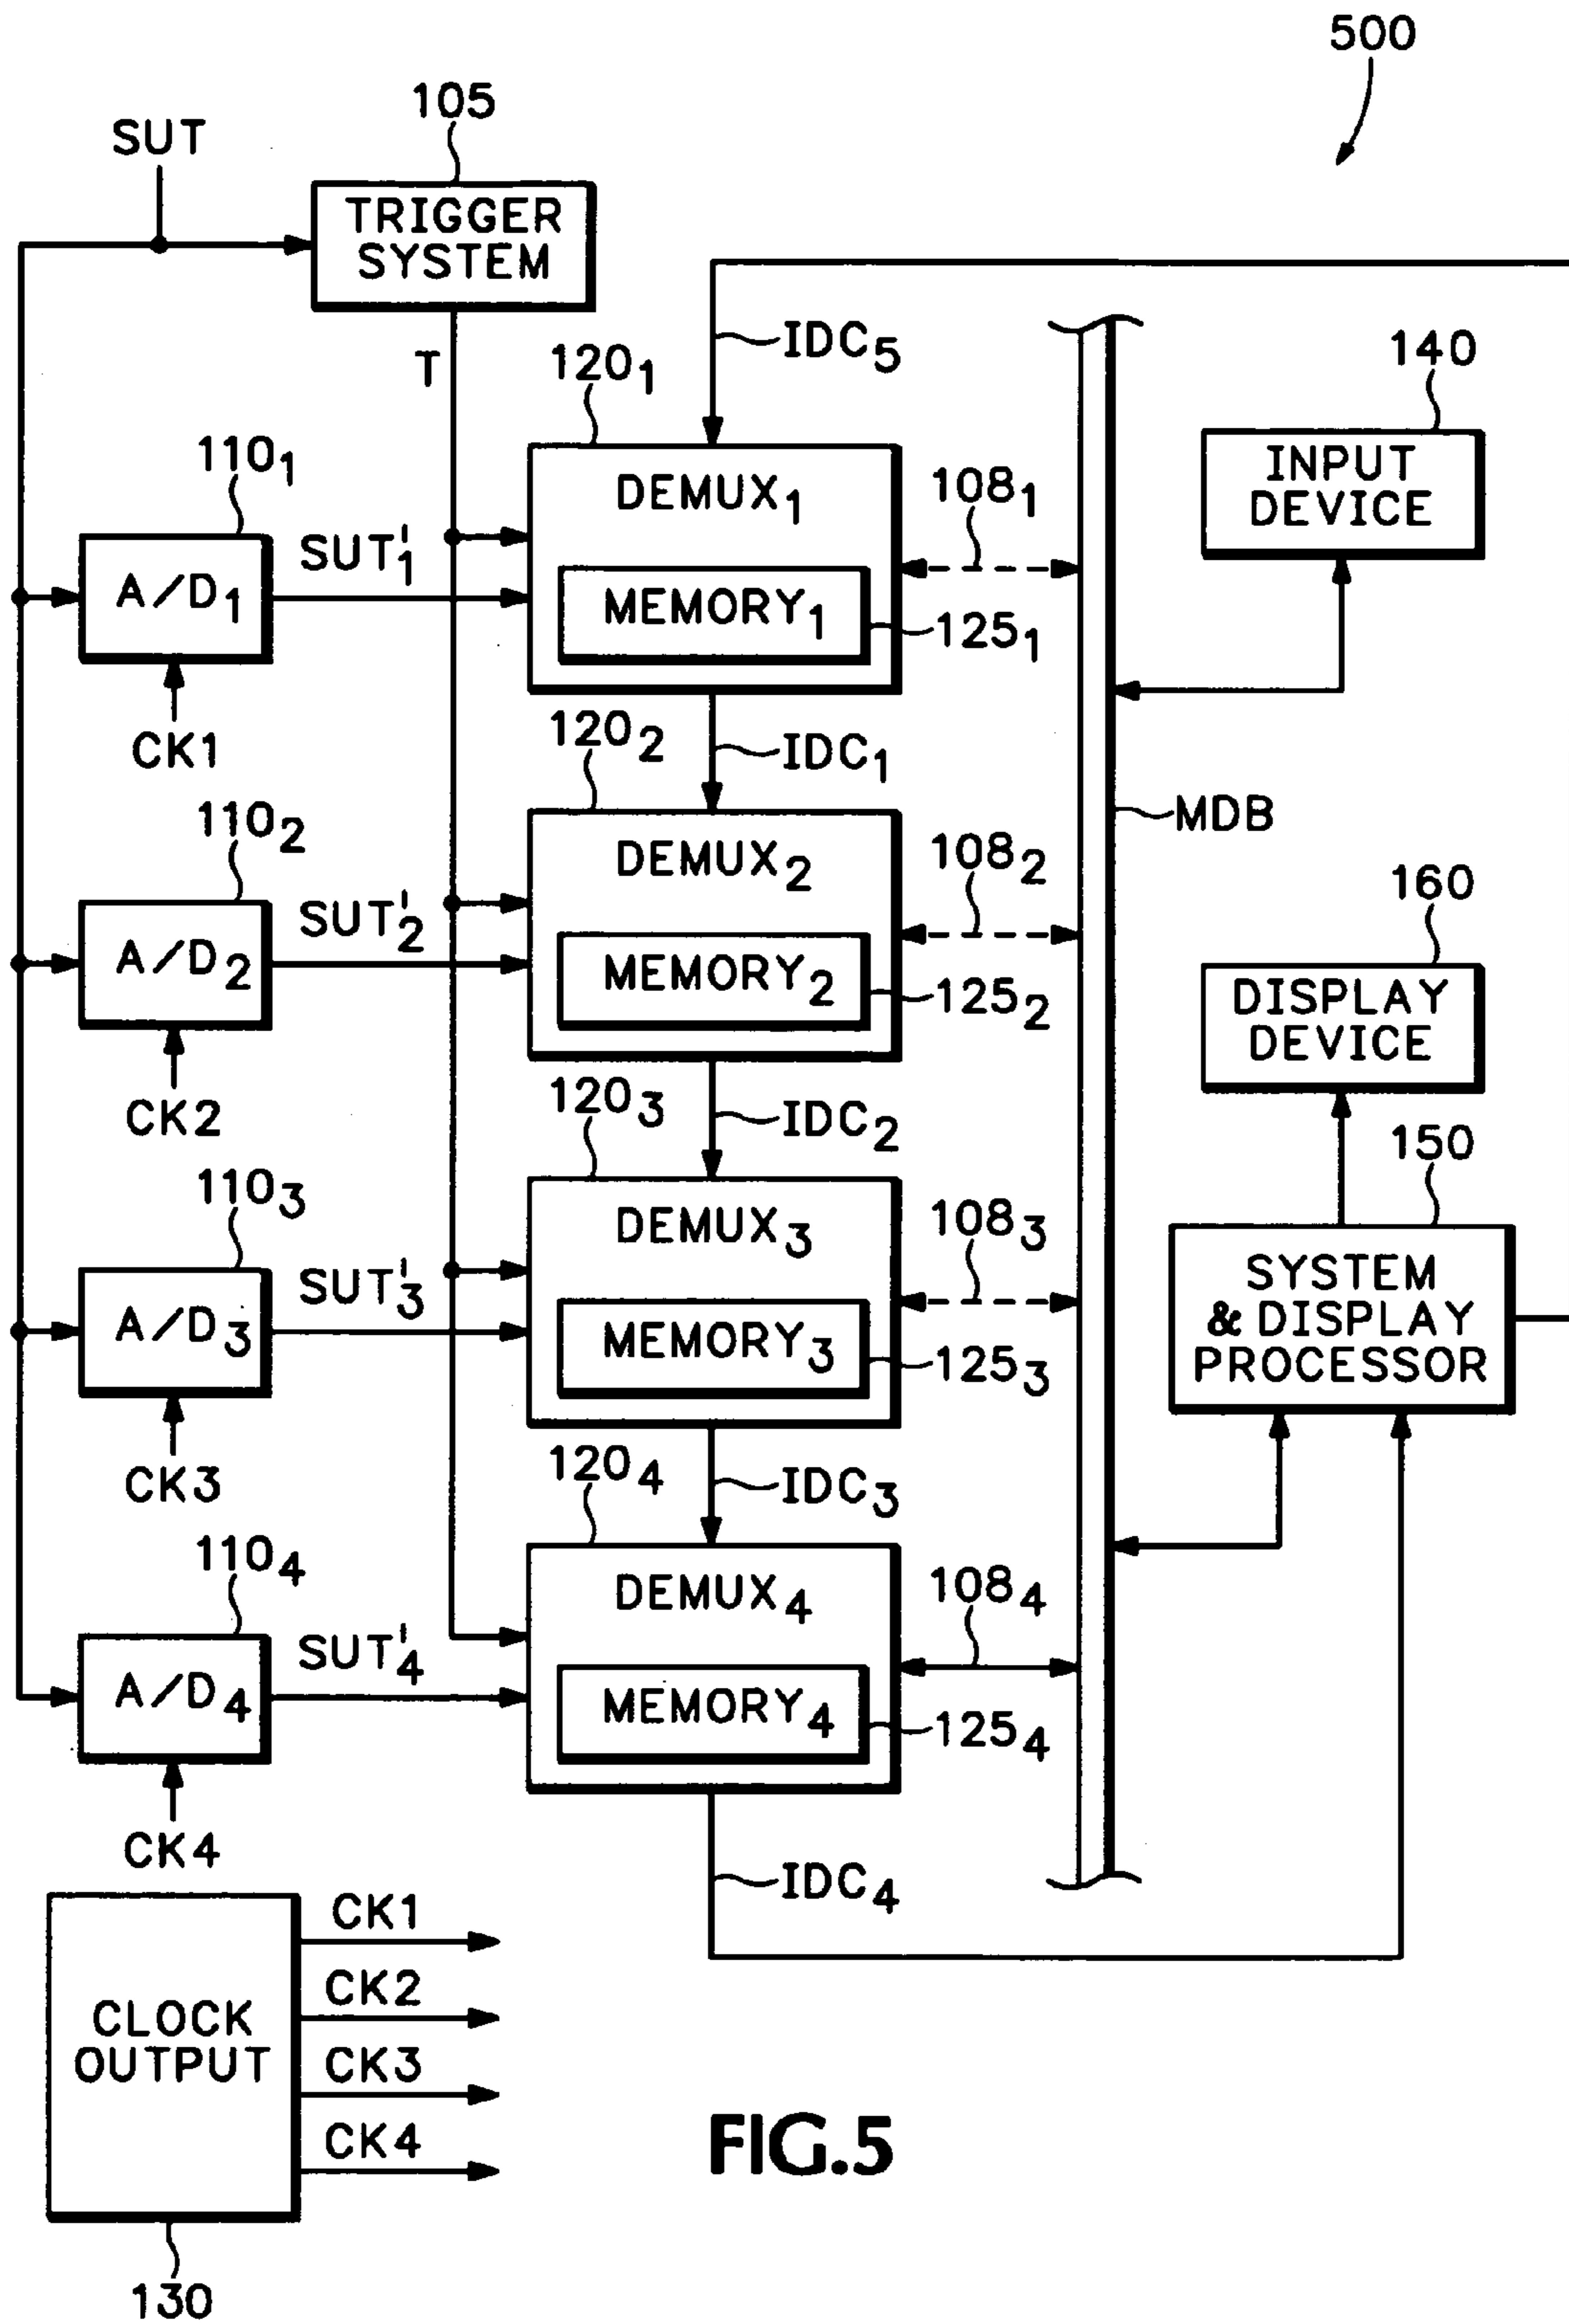 500
105
SUT
TRIGGER
SYSTEM
T
IDC5
1201
140
INPUT
DEVICE
1101
DEMUX1
1081
SUT'1
A/D1
MEMORY1
1251
CK1
1202
IDC1
MDB
1102
DEMUX2
1082
160
SUT'2
A/D2
MEMORY2
1252
DISPLAY
DEVICE
CK2
1203
IDC2
150
1103
DEMUX3
1083
SUT'3
A/D3
MEMORY3
1253
SYSTEM
& DISPLAY
PROCESSOR
CK3
1204
IDC3
1104
DEMUX4
1084
SUT'4
A/D4
MEMORY4
1254
CK4
IDC4
CLOCK
OUTPUT
CK1
CK2
CK3
CK4
130
FIG.5